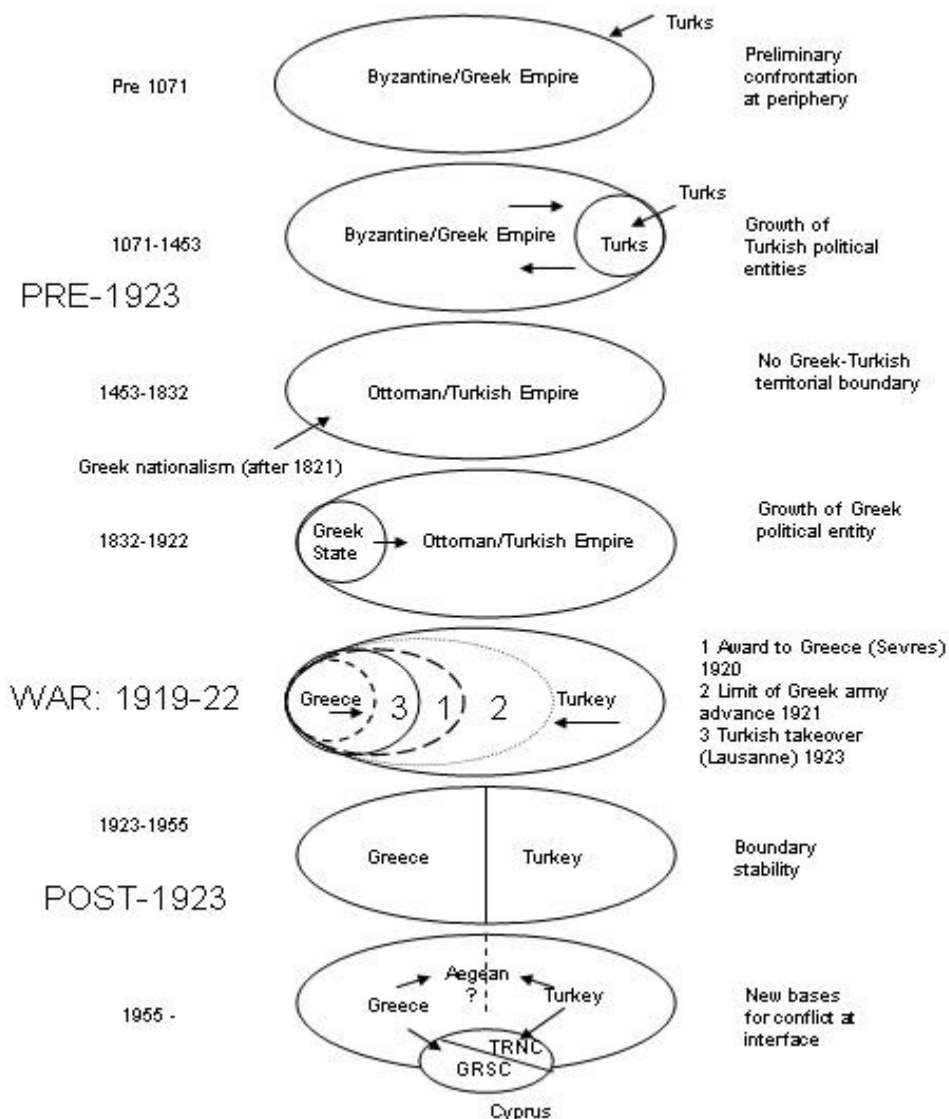 Turks
Pre 1071
Byzantine/Greek Empire
Preliminary
confrontation
at periphery
Turks
1071-1453
Byzantine/Greek Empire
Turks
Growth of
Turkish political
entities
PRE-1923
1453-1832
Ottoman/Turkish Empire
No Greek-Turkish
territorial boundary
Greek nationalism (after 1821)
1832-1922
Greek
State
Ottoman/Turkish Empire
Growth of Greek
political entity
WAR: 1919-22
Greece
3
1
2
Turkey
1 Award to Greece (Sevres)
1920
2 Limit of Greek army
advance 1921
3 Turkish takeover
(Lausanne) 1923
1923-1955
Greece
Turkey
Boundary
stability
POST-1923
1955 -
Aegean
?
Greece
Turkey
New bases
for conflict at
interface
TRNC
GRSC
Cyprus